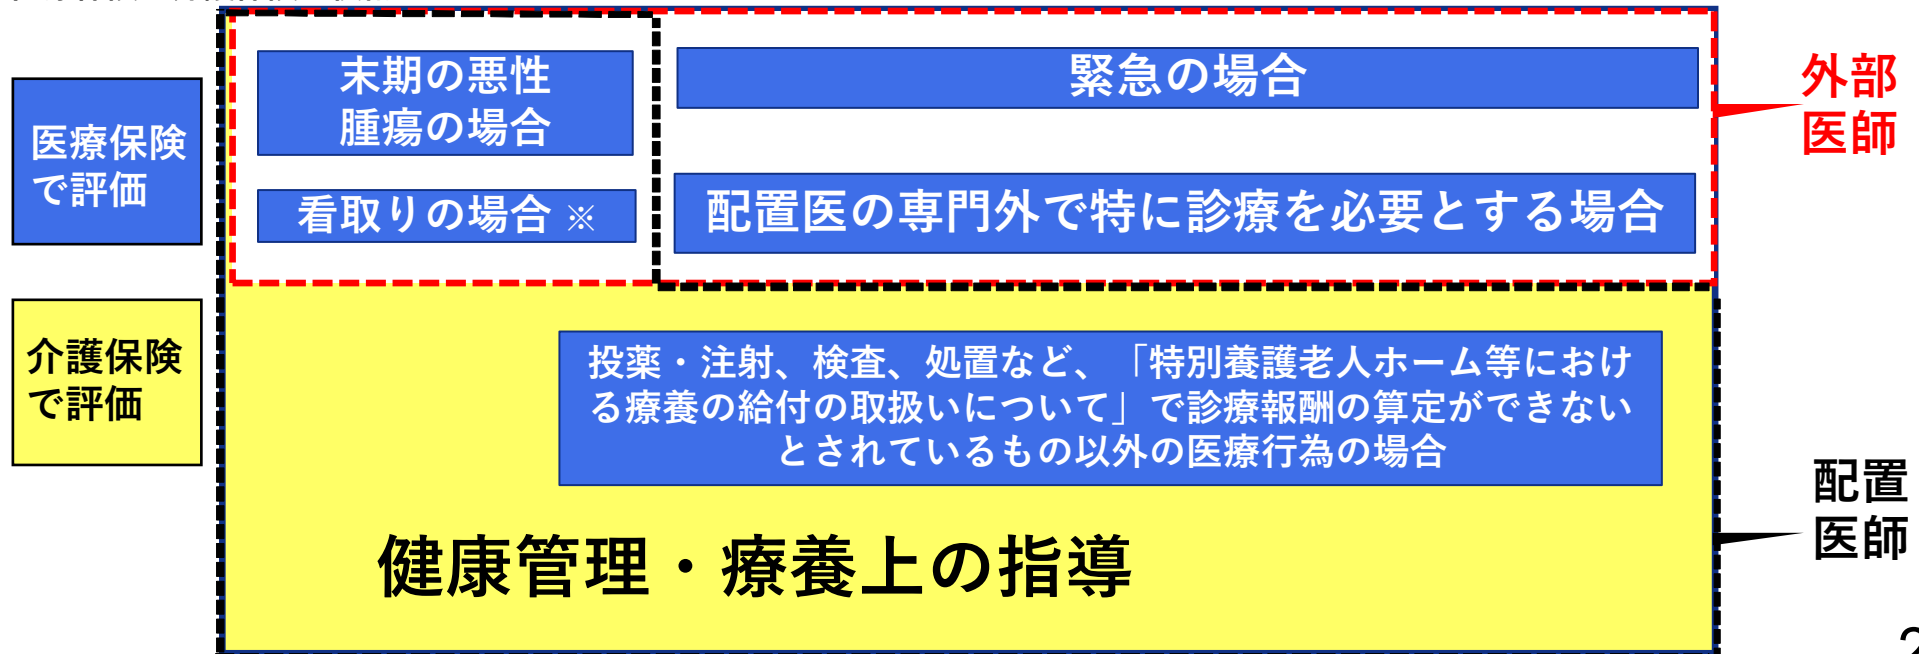 末期の悪性
腫瘍の場合
緊急の場合
外部
医師
医療保険
で評価
看取りの場合 ※
配置医の専門外で特に診療を必要とする場合
介護保険
で評価
投薬・注射、検査、処置など、「特別養護老人ホーム等におけ
る療養の給付の取扱いについて」で診療報酬の算定ができない
とされているもの以外の医療行為の場合
配置
医師
健康管理・療養上の指導